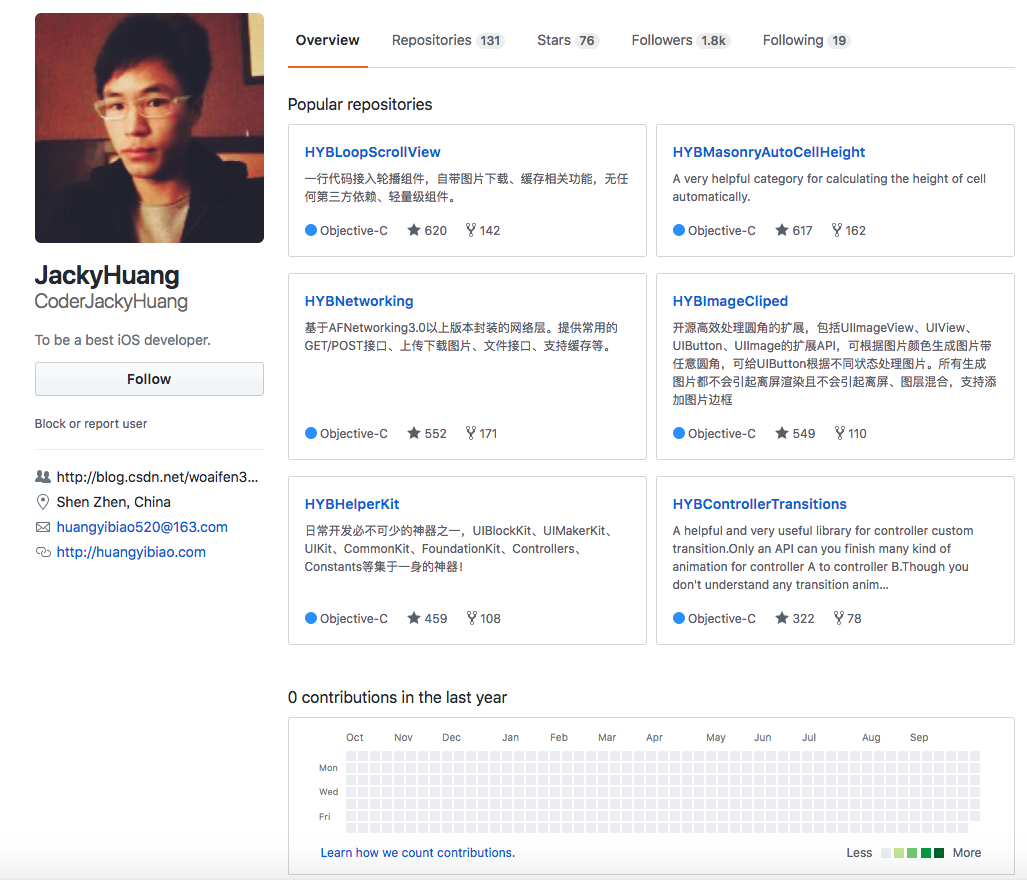 Overview Repositories 131 Stars 76 Followers 1.8k Following 19
JackyHuang
CoderJackyHuang
To be a best iOS developer.
Follow
Block or report user
http://blog.csdn.net/woaifen3...
Shen Zhen, China
huangyibiao520@163.com
http://huangyibiao.com
Popular repositories
HYBLoopScrollView
一行代码接入轮播组件，自带图片下载、缓存相关功能，无任
何第三方依赖、轻量级组件。
Objective-C 620 142
HYBMasonryAutoCellHeight
A very helpful category for calculating the height of cell
automatically.
Objective-C 617 162
HYBNetworking
基于AFNetworking3.0以上版本封装的网络层。提供常用的
GET/POST接口、上传下载图片、文件接口、支持缓存等。
Objective-C 552 171
HYBImageCliped
开源高效处理圆角的扩展，包括UIImageView、UIView、
UIButton、UIImage的扩展API，可根据图片颜色生成图片带
任意圆角，可给UIButton根据不同状态处理图片。所有生成
图片都不会引起离屏渲染且不会引起离屏、图层混合，支持添
加图片边框
Objective-C 549 110
HYBHelperKit
日常开发必不可少的神器之一，UIBlockKit、UIMakerKit、
UIKit、CommonKit、FoundationKit、Controllers、
Constants等集于一身的神器!
Objective-C 459 108
HYBControllerTransitions
A helpful and very useful library for controller custom
transition.Only an API can you finish many kind of
animation for controller A to controller B.Though you
don't understand any transition anim...
Objective-C 322 78
0 contributions in the last year
Oct Nov Dec Jan Feb Mar Apr May Jun Jul Aug Sep
Mon
Wed
Fri
Learn how we count contributions. Less More